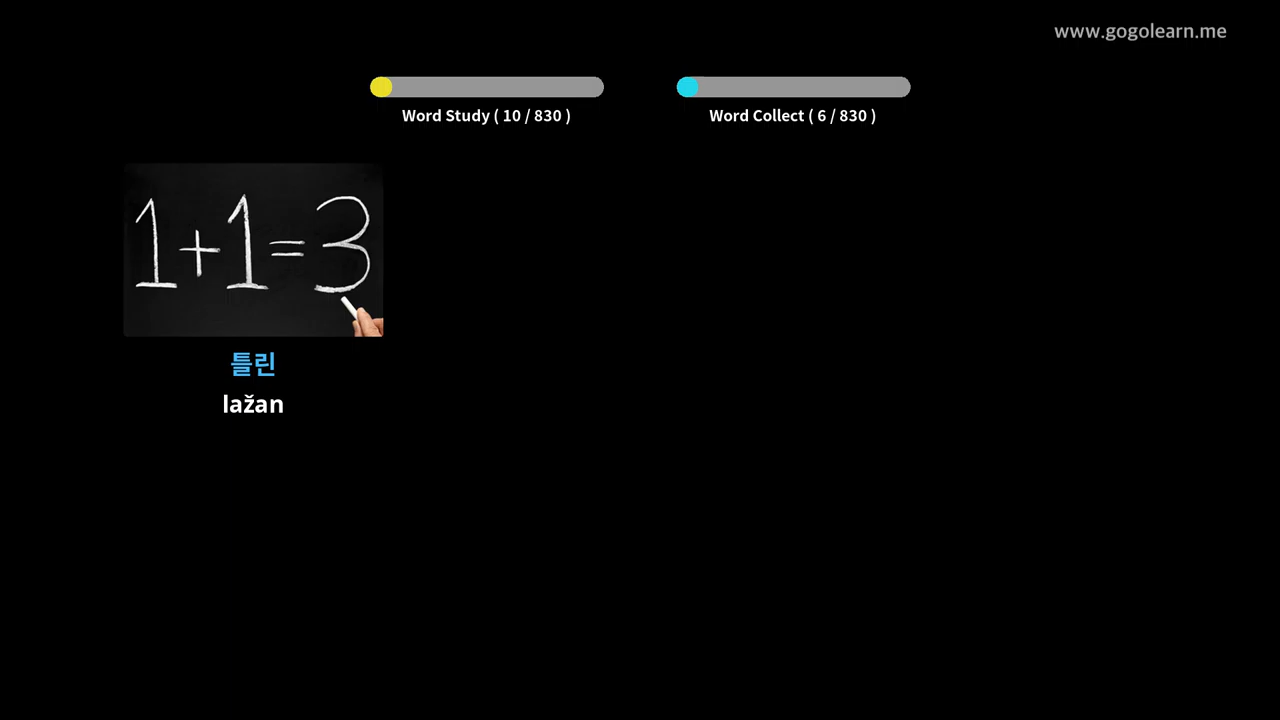 www.gogolearn.me
Word Study ( 10 / 830 )
Word Collect ( 6 / 830 )
1+1=3
틀린
lažan